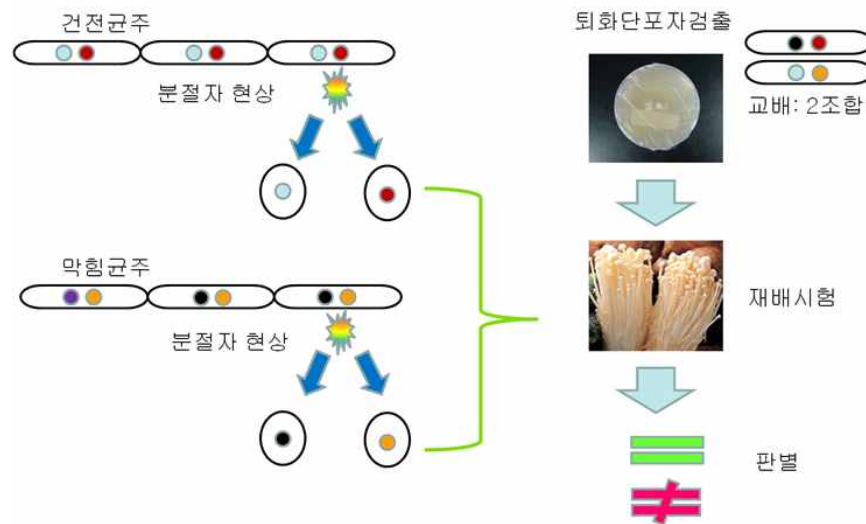 건전균주
분절자 현상
막힘균주
분절자 현상
퇴화단포자검출
교배: 2조합
재배시험
판별